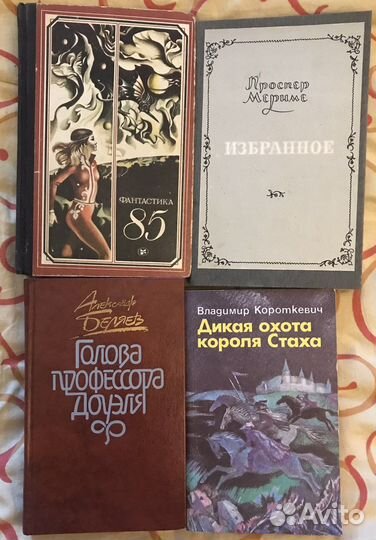 ФАНТАСТИКА
85
Проспер
Мериме
ИЗБРАННОЕ
Александр
Беляев
Голова
профессора
Доуэля
Владимир Короткевич
Дикая охота
короля Стаха
Avito